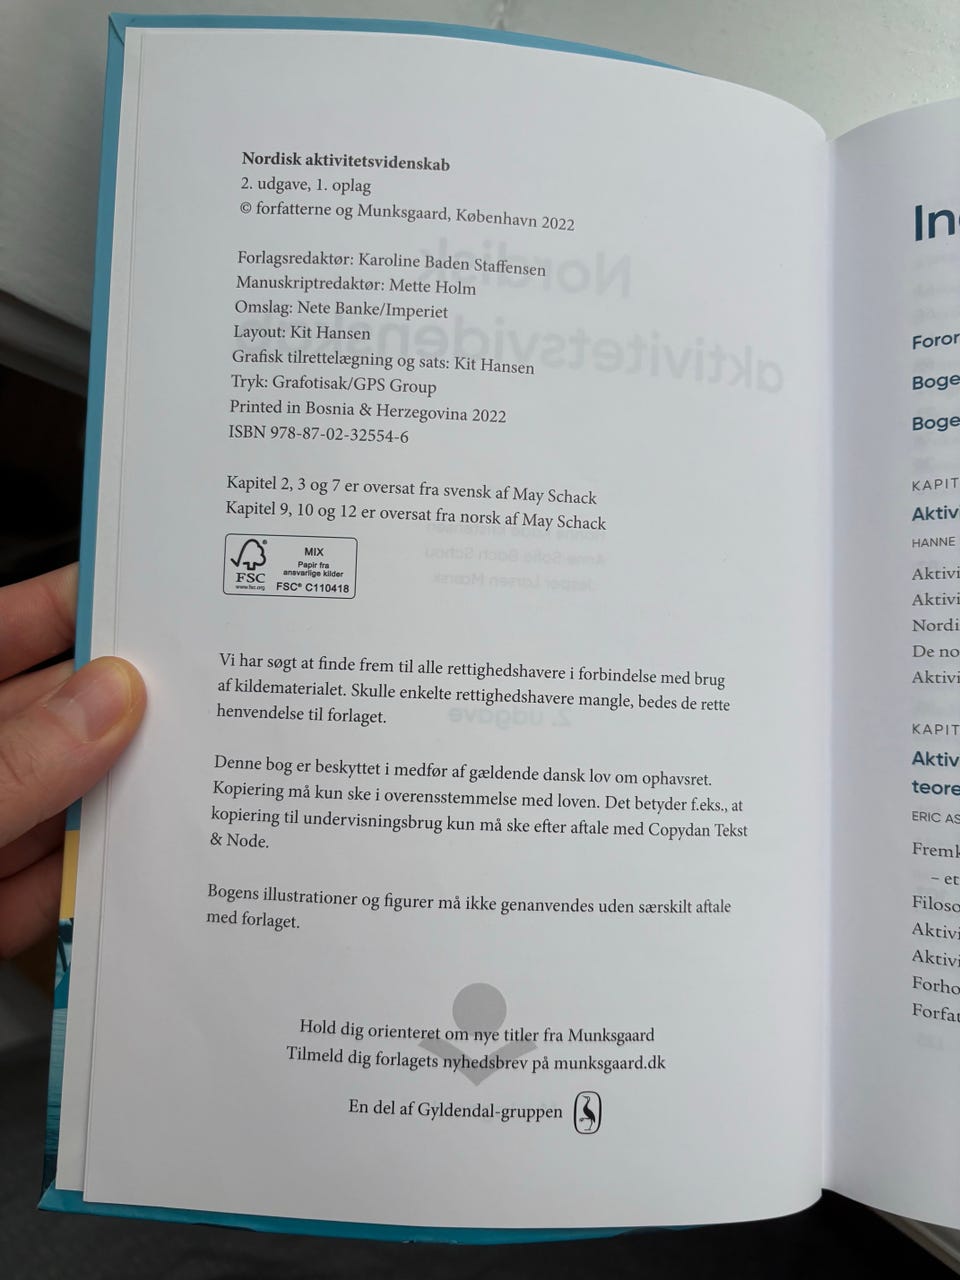 Nordisk aktivitetsvidenskab
2. udgave, 1. oplag
© forfatterne og Munksgaard, København 2022
Forlagsredaktør: Karoline Baden Staffensen
Manuskriptredaktør: Mette Holm
Omslag: Nete Banke/Imperiet
Layout: Kit Hansen
Grafisk tilrettelægning og sats: Kit Hansen
Tryk: Grafotisak/GPS Group
Printed in Bosnia & Herzegovina 2022
ISBN 978-87-02-32554-6
Kapitel 2, 3 og 7 er oversat fra svensk af May Schack
Kapitel 9, 10 og 12 er oversat fra norsk af May Schack
FSC
www.fsc.org
MIX
Papir fra
ansvarlige kilder
FSC® C110418
Vi har søgt at finde frem til alle rettighedshavere i forbindelse med brug
af kildematerialet. Skulle enkelte rettighedshavere mangle, bedes de rette
henvendelse til forlaget.
Denne bog er beskyttet i medfør af gældende dansk lov om ophavsret.
Kopiering må kun ske i overensstemmelse med loven. Det betyder f.eks., at
kopiering til undervisningsbrug kun må ske efter aftale med Copydan Tekst
& Node.
Bogens illustrationer og figurer må ikke genanvendes uden særskilt aftale
med forlaget.
Hold dig orienteret om nye titler fra Munksgaard
Tilmeld dig forlagets nyhedsbrev på munksgaard.dk
En del af Gyldendal-gruppen
In
Foror
Boge
Boge
KAPIT
Aktiv
HANNE
Aktivi
Aktivi
Nordi
De no
Aktivi
KAPIT
Aktiv
teore
ERIC AS
Freml
– et
Filoso
Aktivi
Aktivi
Forho
Forfat